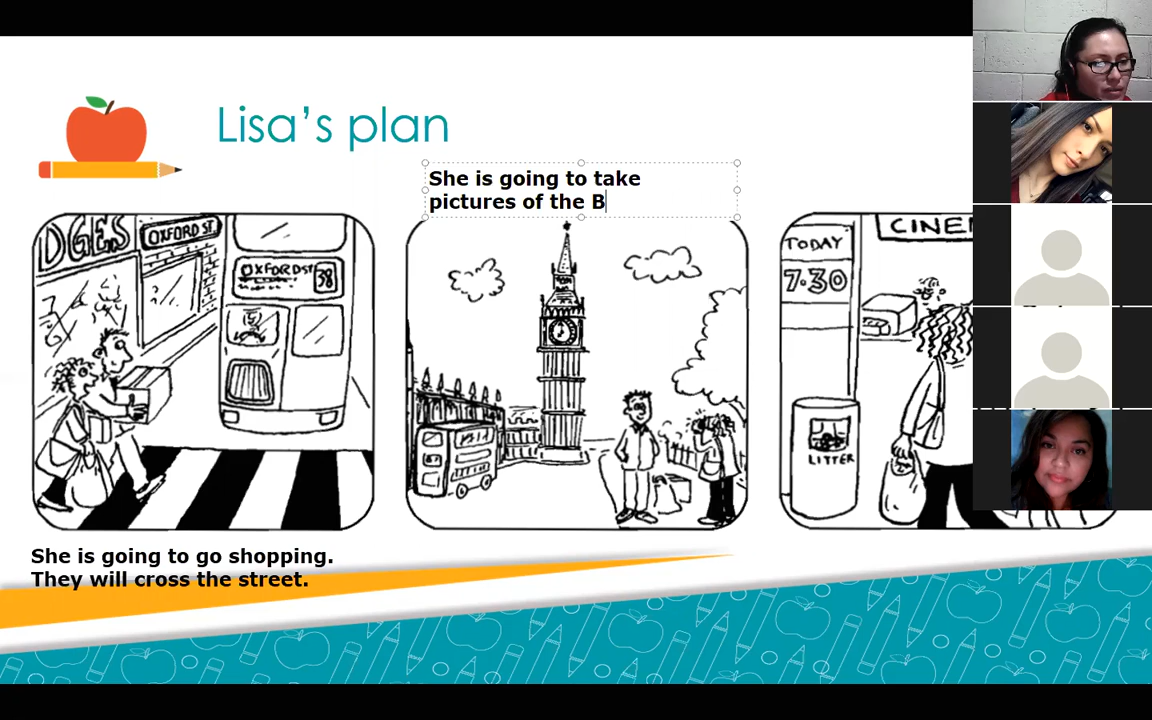 Lisa's plan
She is going to take
pictures of the B
DGES
OXFORD ST.
OXFORD ST
38
TODAY
7.30
CINE
LITTER
She is going to go shopping.
They will cross the street.